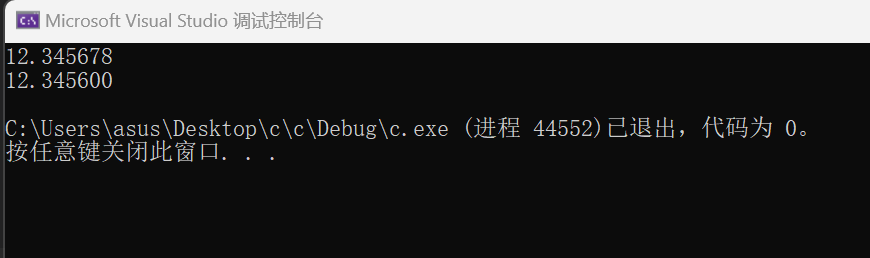 Microsoft Visual Studio 调试控制台
12.345678
12.345600
C:\Users\asus\Desktop\c\c\Debug\c.exe (进程 44552)已退出，代码为 0。
按任意键关闭此窗口. . .